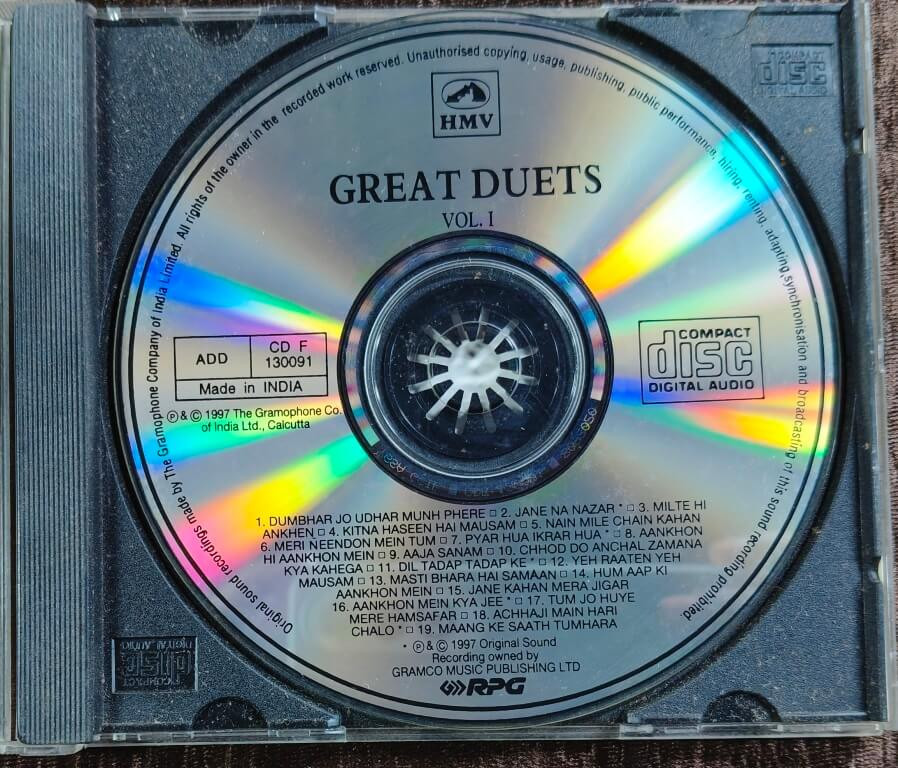 Original sound recordings made by The Gramophone Company of India Limited. All rights of the owner in the recorded work reserved. Unauthorised copying, usage, publishing, public performance, hiring, renting, adapting, synchronisation and broadcasting of this sound recording prohibited.
HMV
GREAT DUETS
VOL. I
ADD
CD F
130091
Made in INDIA
℗ & © 1997 The Gramophone Co.
of India Ltd., Calcutta
COMPACT
disc
DIGITAL AUDIO
1. DUMBHAR JO UDHAR MUNH PHERE □ 2. JANE NA NAZAR * □ 3. MILTE HI
ANKHEN □ 4. KITNA HASEEN HAI MAUSAM □ 5. NAIN MILE CHAIN KAHAN
6. MERI NEENDON MEIN TUM □ 7. PYAR HUA IKRAR HUA * □ 8. AANKHON
HI AANKHON MEIN □ 9. AAJA SANAM □ 10. CHHOD DO ANCHAL ZAMANA
KYA KAHEGA □ 11. DIL TADAP TADAP KE * □ 12. YEH RAATEN YEH
MAUSAM □ 13. MASTI BHARA HAI SAMAAN □ 14. HUM AAP KI
AANKHON MEIN □ 15. JANE KAHAN MERA JIGAR
16. AANKHON MEIN KYA JEE * □ 17. TUM JO HUYE
MERE HAMSAFAR □ 18. ACHHAJI MAIN HARI
CHALO * □ 19. MAANG KE SAATH TUMHARA
* ℗ & © 1997 Original Sound
Recording owned by
GRAMCO MUSIC PUBLISHING LTD
RPG
COMPACT
disc
DIGITAL AUDIO
COMPACT
disc
DIGITAL AUDIO